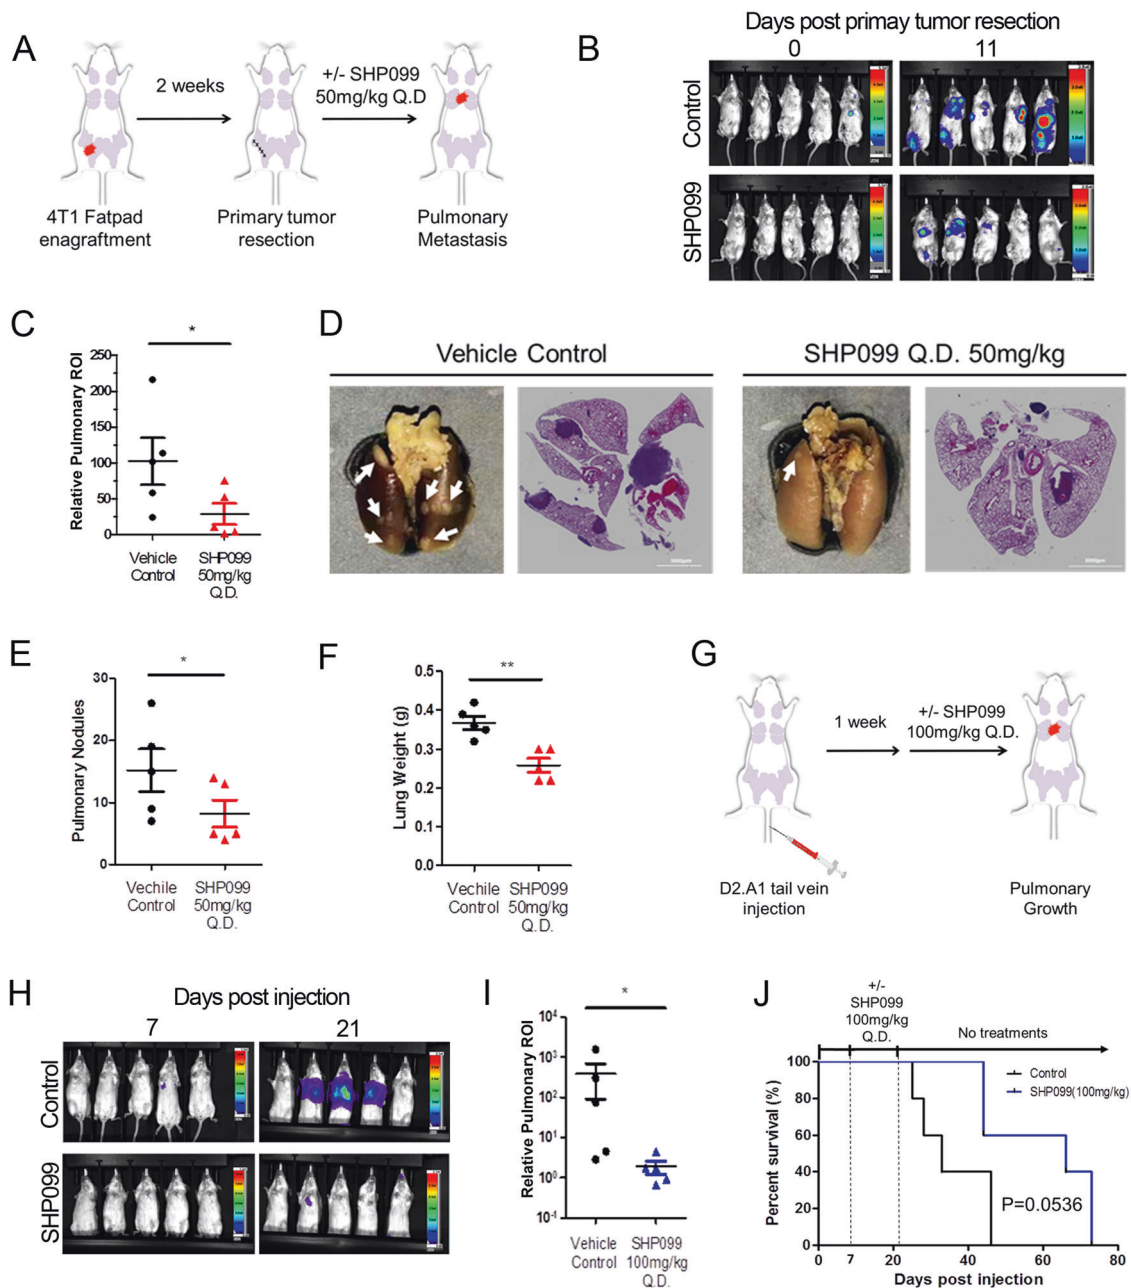 A
2 weeks
+/- SHP099
50mg/kg Q.D
4T1 Fatpad
enagraftment
Primary tumor
resection
Pulmonary
Metastasis
B
Days post primay tumor resection
0
11
Control
SHP099
C
*
Relative Pulmonary ROI
250
200
150
100
50
0
Vehicle
Control
SHP099
50mg/kg
Q.D.
D
Vehicle Control
SHP099 Q.D. 50mg/kg
E
*
Pulmonary Nodules
30
20
10
0
Vechile
Control
SHP099
50mg/kg
Q.D.
F
**
Lung Weight (g)
0.5
0.4
0.3
0.2
0.1
0.0
Vehicle
Control
SHP099
50mg/kg
Q.D.
G
1 week
+/- SHP099
100mg/kg Q.D.
D2.A1 tail vein
injection
Pulmonary
Growth
H
Days post injection
7
21
Control
SHP099
I
*
Relative Pulmonary ROI
10⁴
10³
10²
10¹
10⁰
10⁻¹
Vehicle
Control
SHP099
100mg/kg
Q.D.
J
+/-
SHP099
100mg/kg
Q.D.
No treatments
Control
SHP099(100mg/kg)
Percent survival (%)
100
80
60
40
20
0
P=0.0536
0 7 20 40 60 80
Days post injection